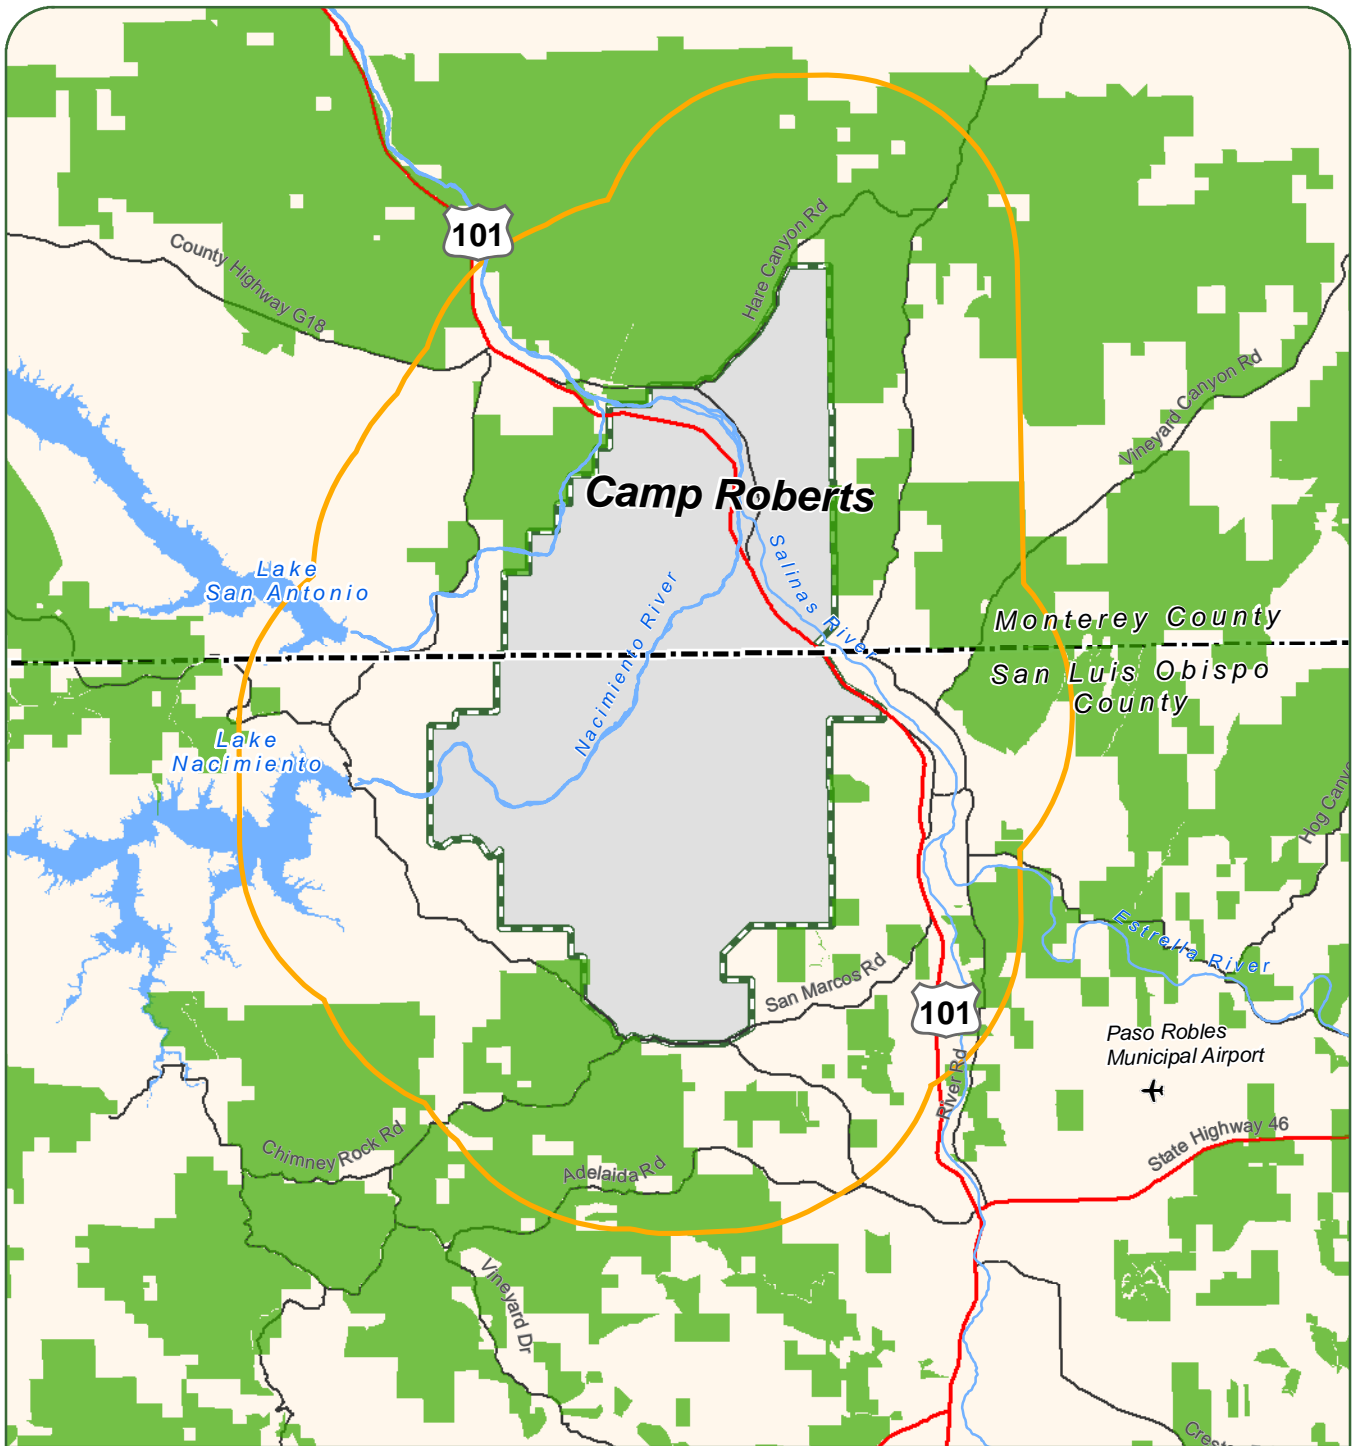 101
County Highway G18
Hare Canyon Rd
Vineyard Canyon Rd
Camp Roberts
Salinas River
Lake
San Antonio
Nacimiento River
Monterey County
San Luis Obispo
County
Lake
Nacimiento
Estrella River
San Marcos Rd
101
Paso Robles
Municipal Airport
River Rd
State Highway 46
Chimney Rock Rd
Adelaida Rd
Vineyard Dr
Hog